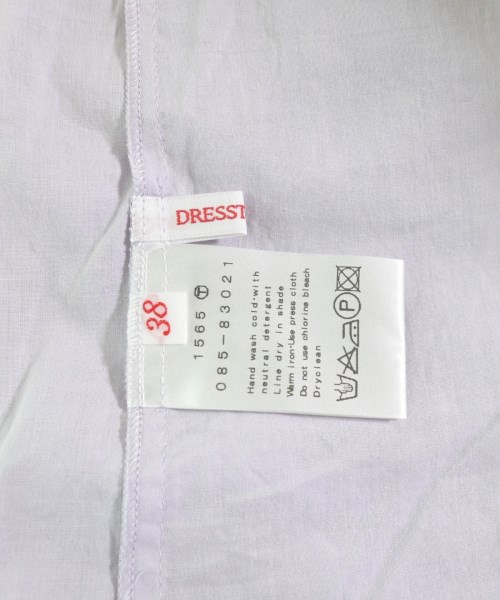 DRESST
38
1565 T
085-83021
Hand wash cold-with
neutral detergent
Line dry in shade
Warm iron-Use press cloth
Do not use chlorine bleach
Dryclean
P